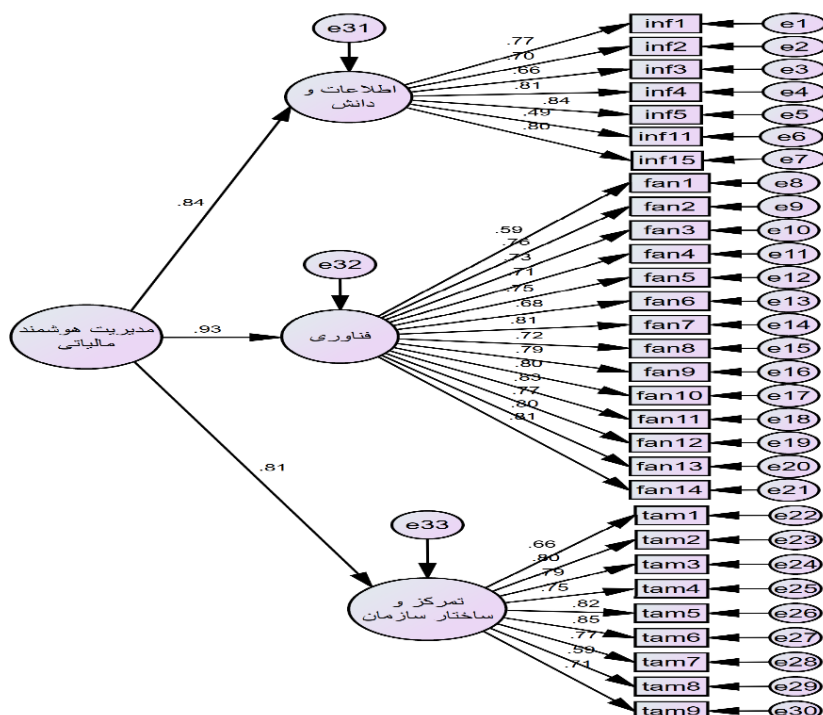 e31
اطلاعات و
دانش
.77
.70
.66
.81
.84
.49
.80
inf1
e1
inf2
e2
inf3
e3
inf4
e4
inf5
e5
inf11
e6
inf15
e7
.84
e32
فناوری
.59
.76
.73
.71
.75
.68
.81
.72
.79
.80
.83
.77
.80
.81
fan1
e8
fan2
e9
fan3
e10
fan4
e11
fan5
e12
fan6
e13
fan7
e14
fan8
e15
fan9
e16
fan10
e17
fan11
e18
fan12
e19
fan13
e20
fan14
e21
مدیریت هوشمند
مالیاتی
.93
.81
e33
تمرکز و
ساختار سازمان
.66
.80
.79
.75
.82
.85
.77
.59
.71
tam1
e22
tam2
e23
tam3
e24
tam4
e25
tam5
e26
tam6
e27
tam7
e28
tam8
e29
tam9
e30